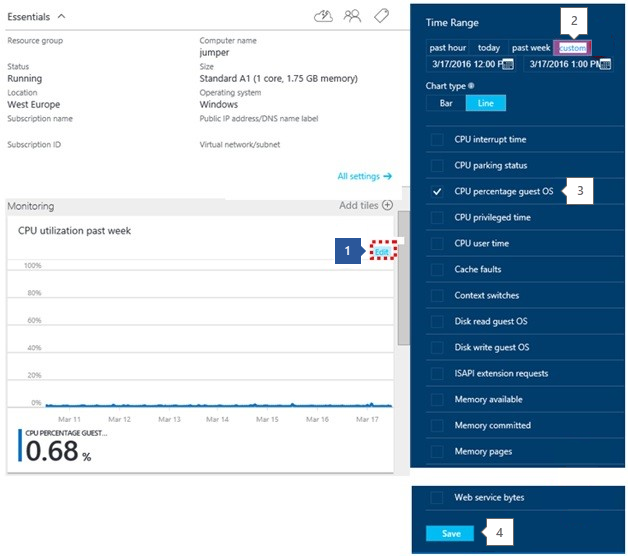 Essentials
Resource group
Computer name
jumper
Status
Running
Size
Standard A1 (1 core, 1.75 GB memory)
Location
West Europe
Operating system
Windows
Subscription name
Public IP address/DNS name label
Subscription ID
Virtual network/subnet
All settings
Monitoring
Add tiles
CPU utilization past week
1
Edit
100%
80%
60%
40%
20%
0%
Mar 11 Mar 12 Mar 13 Mar 14 Mar 15 Mar 16 Mar 17
CPU PERCENTAGE GUEST...
0.68 %
2
Time Range
past hour today past week custom
3/17/2016 12:00 P 3/17/2016 1:00 PM
Chart type
Bar Line
CPU interrupt time
CPU parking status
CPU percentage guest OS
3
CPU privileged time
CPU user time
Cache faults
Context switches
Disk read guest OS
Disk write guest OS
ISAPI extension requests
Memory available
Memory committed
Memory pages
Web service bytes
Save
4